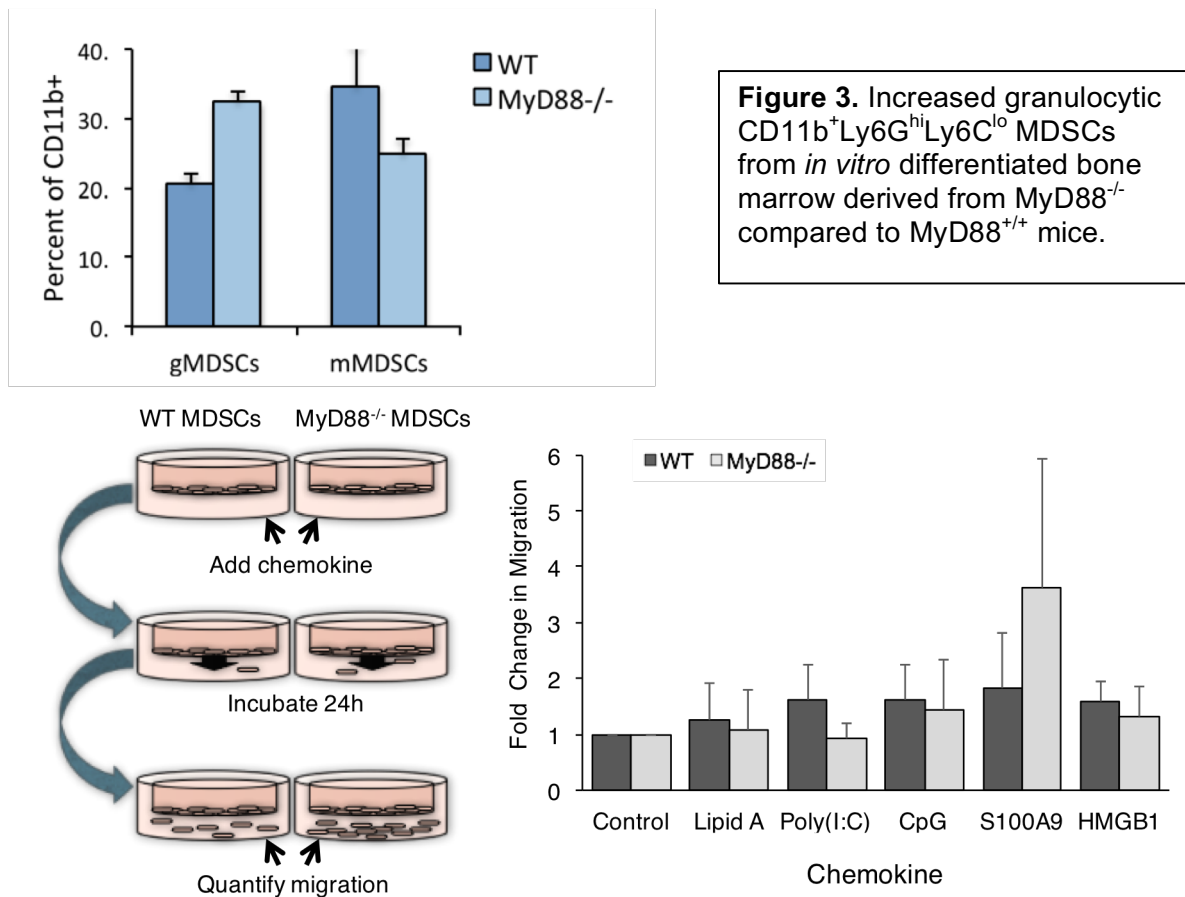 40.
30.
20.
10.
0.
Percent of CD11b+
WT
MyD88-/-
gMDSCs mMDSCs
Figure 3. Increased granulocytic
CD11b⁺Ly6GʰⁱLy6Cˡᵒ MDSCs
from in vitro differentiated bone
marrow derived from MyD88⁻/⁻
compared to MyD88⁺/⁺ mice.
WT MDSCs MyD88⁻/⁻ MDSCs
Add chemokine
Incubate 24h
Quantify migration
6
5
4
3
2
1
0
Fold Change in Migration
WT MyD88-/-
Control Lipid A Poly(I:C) CpG S100A9 HMGB1
Chemokine